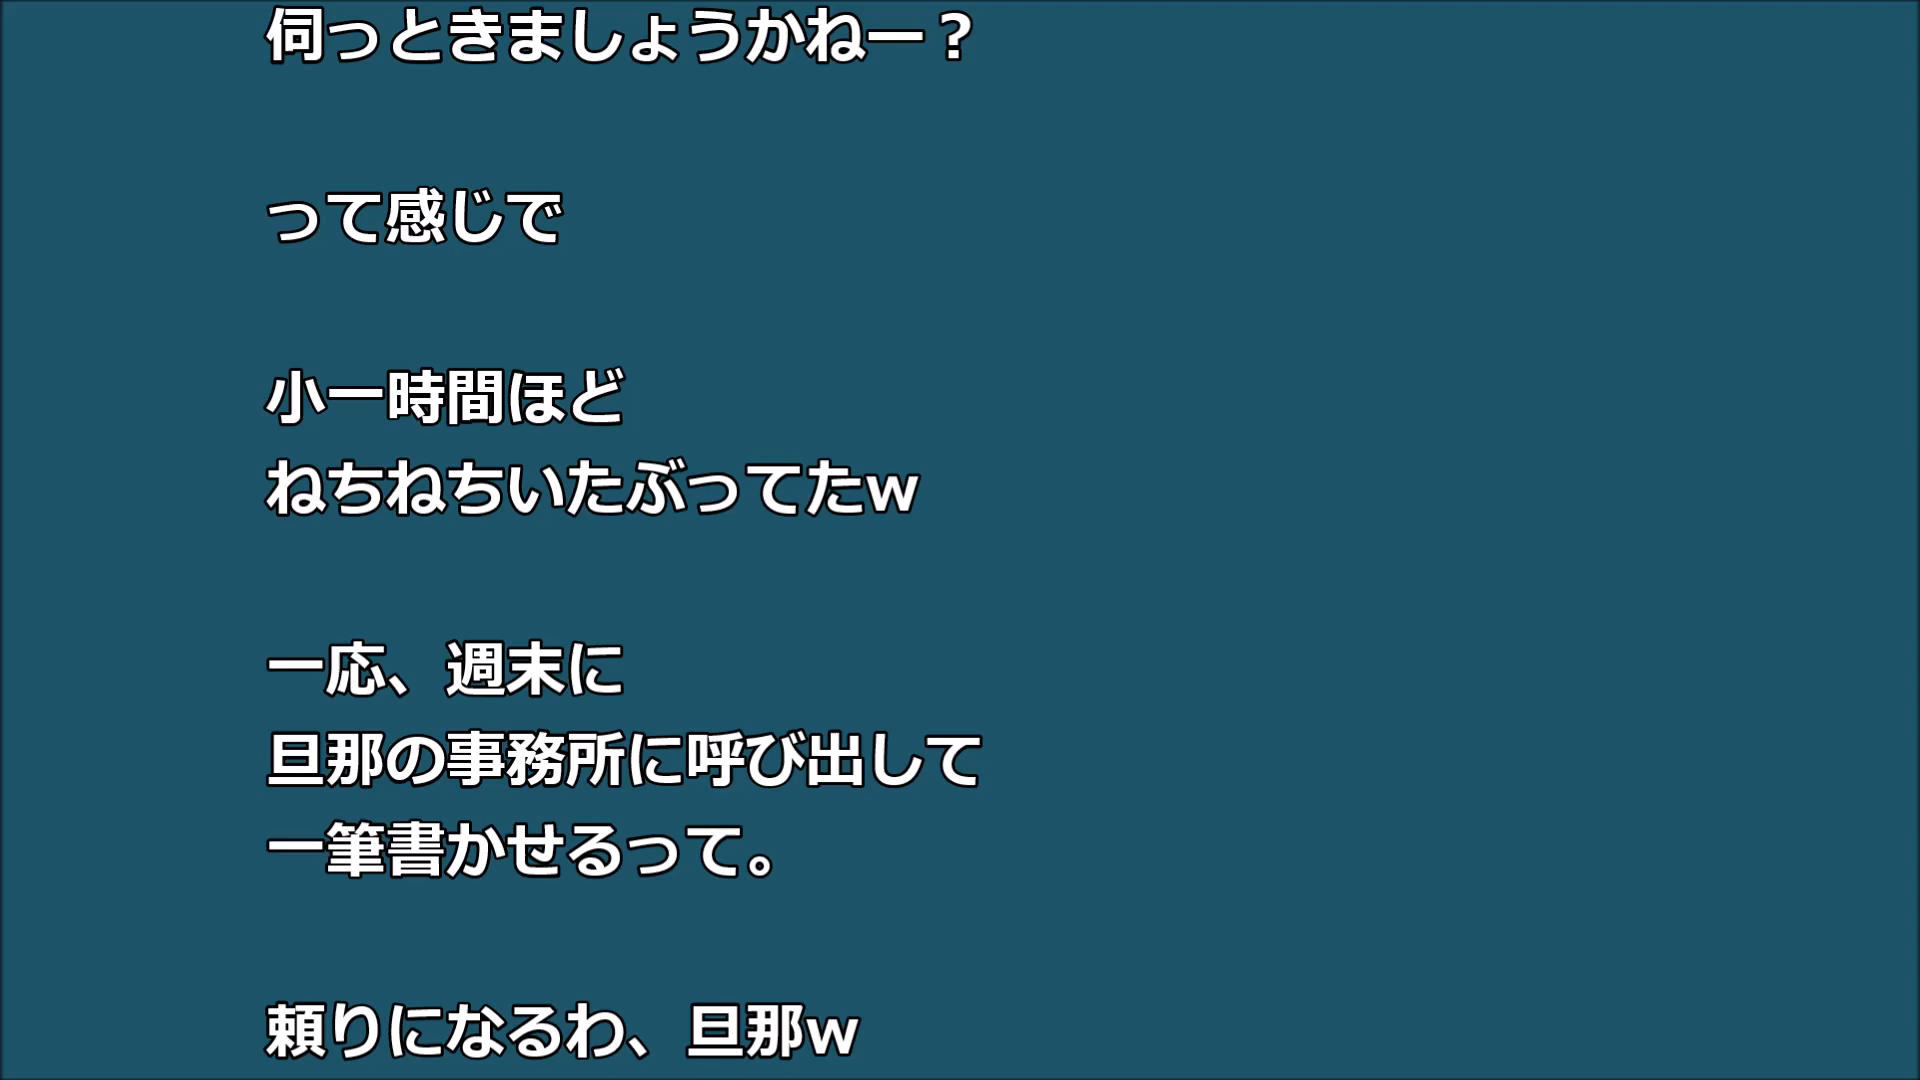 伺っときましょうかねー？
って感じで
小一時間ほど
ねちねちいたぶってたw
一応、週末に
旦那の事務所に呼び出して
一筆書かせるって。
頼りになるわ、旦那w